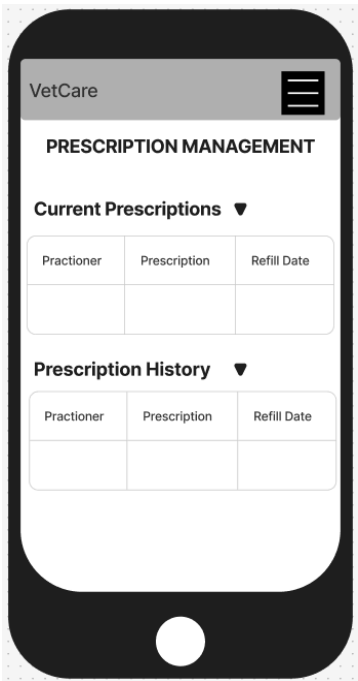 VetCare
PRESCRIPTION MANAGEMENT
Current Prescriptions
Practioner Prescription Refill Date
Prescription History
Practioner Prescription Refill Date